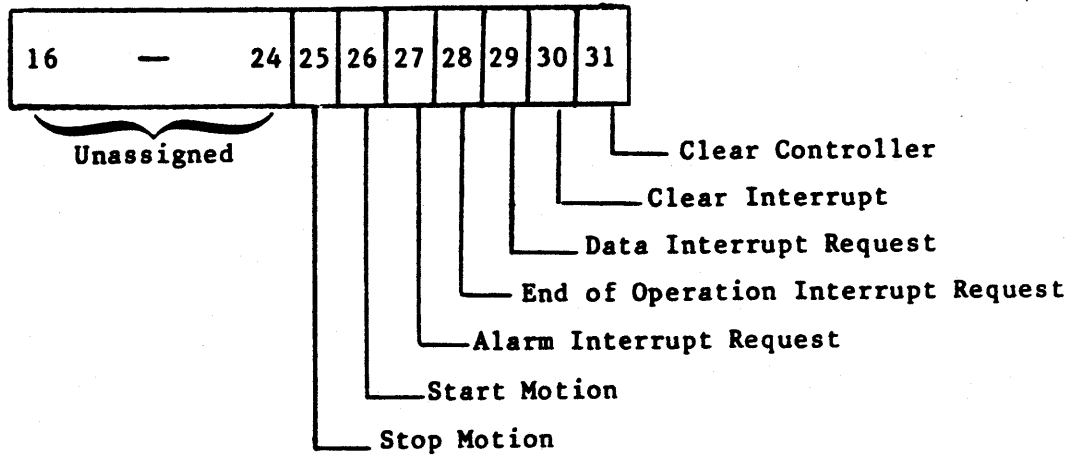 16 — 24 25 26 27 28 29 30 31
Unassigned
Clear Controller
Clear Interrupt
Data Interrupt Request
End of Operation Interrupt Request
Alarm Interrupt Request
Start Motion
Stop Motion